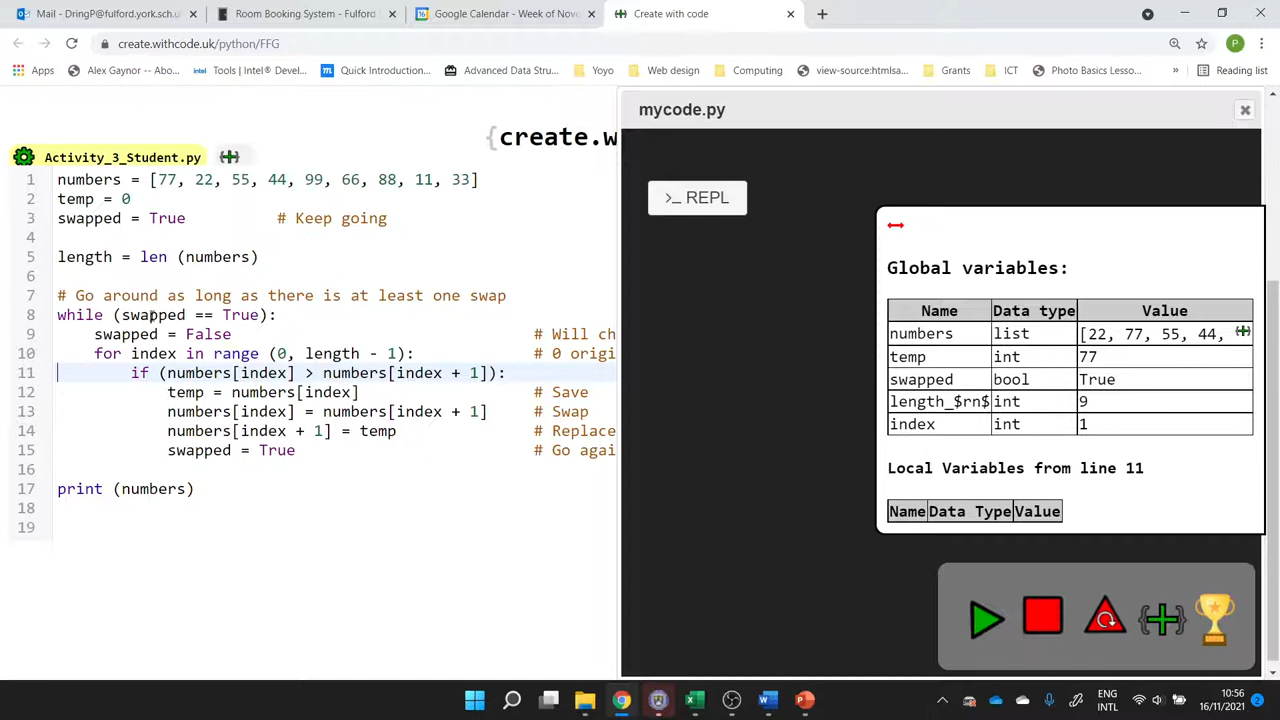 Mail - DringP@fulford.york.sch.u
Room Booking System - Fulford
Google Calendar - Week of Nove
Create with code
create.withcode.uk/python/FFG
P
Apps
Alex Gaynor -- Abo...
Tools | Intel® Devel...
Quick Introduction...
Advanced Data Stru...
Yoyo
Web design
Computing
view-source:htmlsa...
Grants
ICT
Photo Basics Lesso...
»
Reading list
{create.w
mycode.py
Activity_3_Student.py
>_ REPL
1 numbers = [77, 22, 55, 44, 99, 66, 88, 11, 33]
2 temp = 0
3 swapped = True # Keep going
4
5 length = len (numbers)
6
7 # Go around as long as there is at least one swap
8 while (swapped == True):
9 swapped = False # Will ch
10 for index in range (0, length - 1): # 0 origi
11 if (numbers[index] > numbers[index + 1]):
12 temp = numbers[index] # Save
13 numbers[index] = numbers[index + 1] # Swap
14 numbers[index + 1] = temp # Replace
15 swapped = True # Go agai
16
17 print (numbers)
18
19
Global variables:
Name Data type Value
numbers list [22, 77, 55, 44,
temp int 77
swapped bool True
length_$rn$ int 9
index int 1
Local Variables from line 11
Name Data Type Value
ENG
INTL
10:56
16/11/2021
2